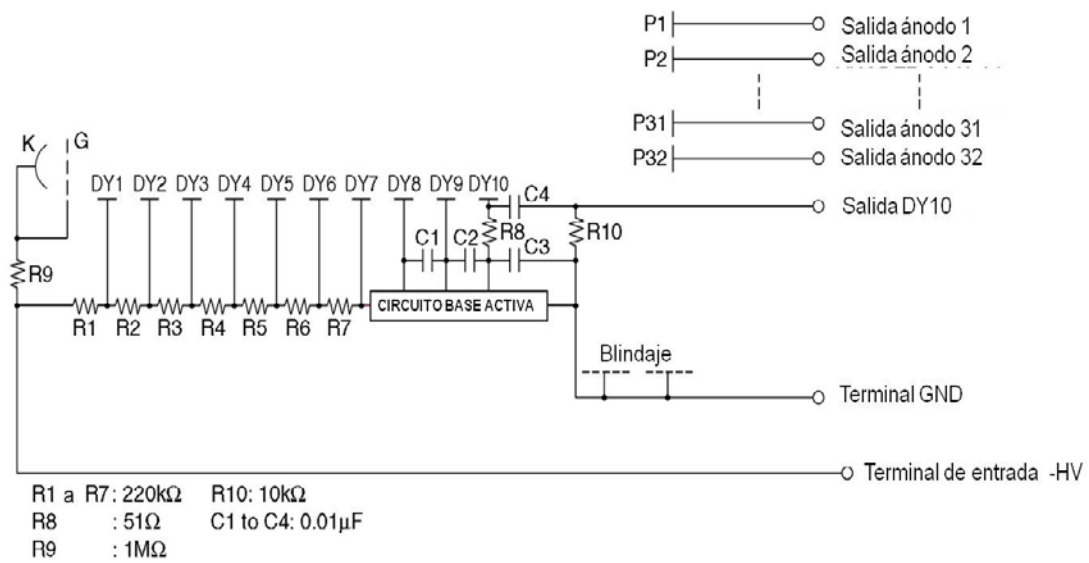 P1 Salida ánodo 1
P2 Salida ánodo 2
P31 Salida ánodo 31
P32 Salida ánodo 32
K G
DY1 DY2 DY3 DY4 DY5 DY6 DY7 DY8 DY9 DY10 C4
Salida DY10
C1 C2 R8 C3 R10
R9
CIRCUITO BASE ACTIVA
R1 R2 R3 R4 R5 R6 R7
Blindaje
Terminal GND
Terminal de entrada -HV
R1 a R7: 220kΩ R10: 10kΩ
R8 : 51Ω C1 to C4: 0.01µF
R9 : 1MΩ